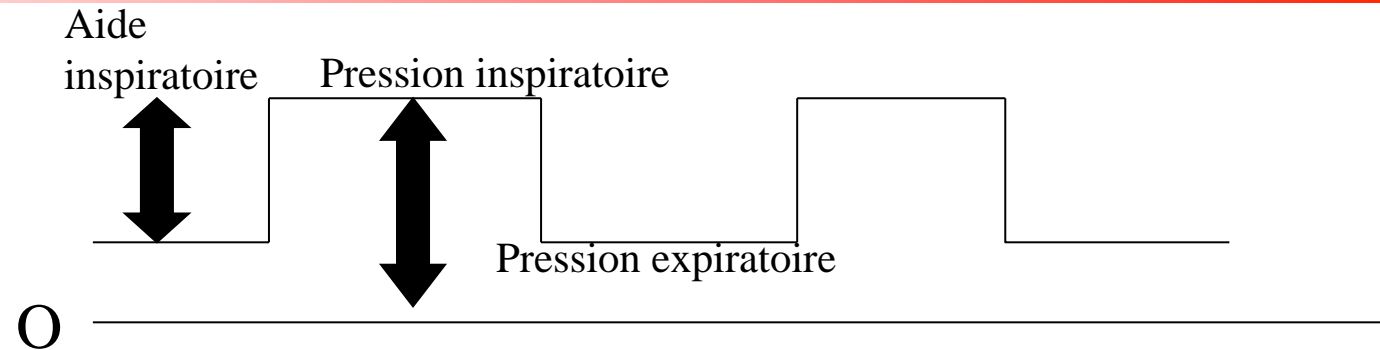 Aide
inspiratoire
Pression inspiratoire
Pression expiratoire
O